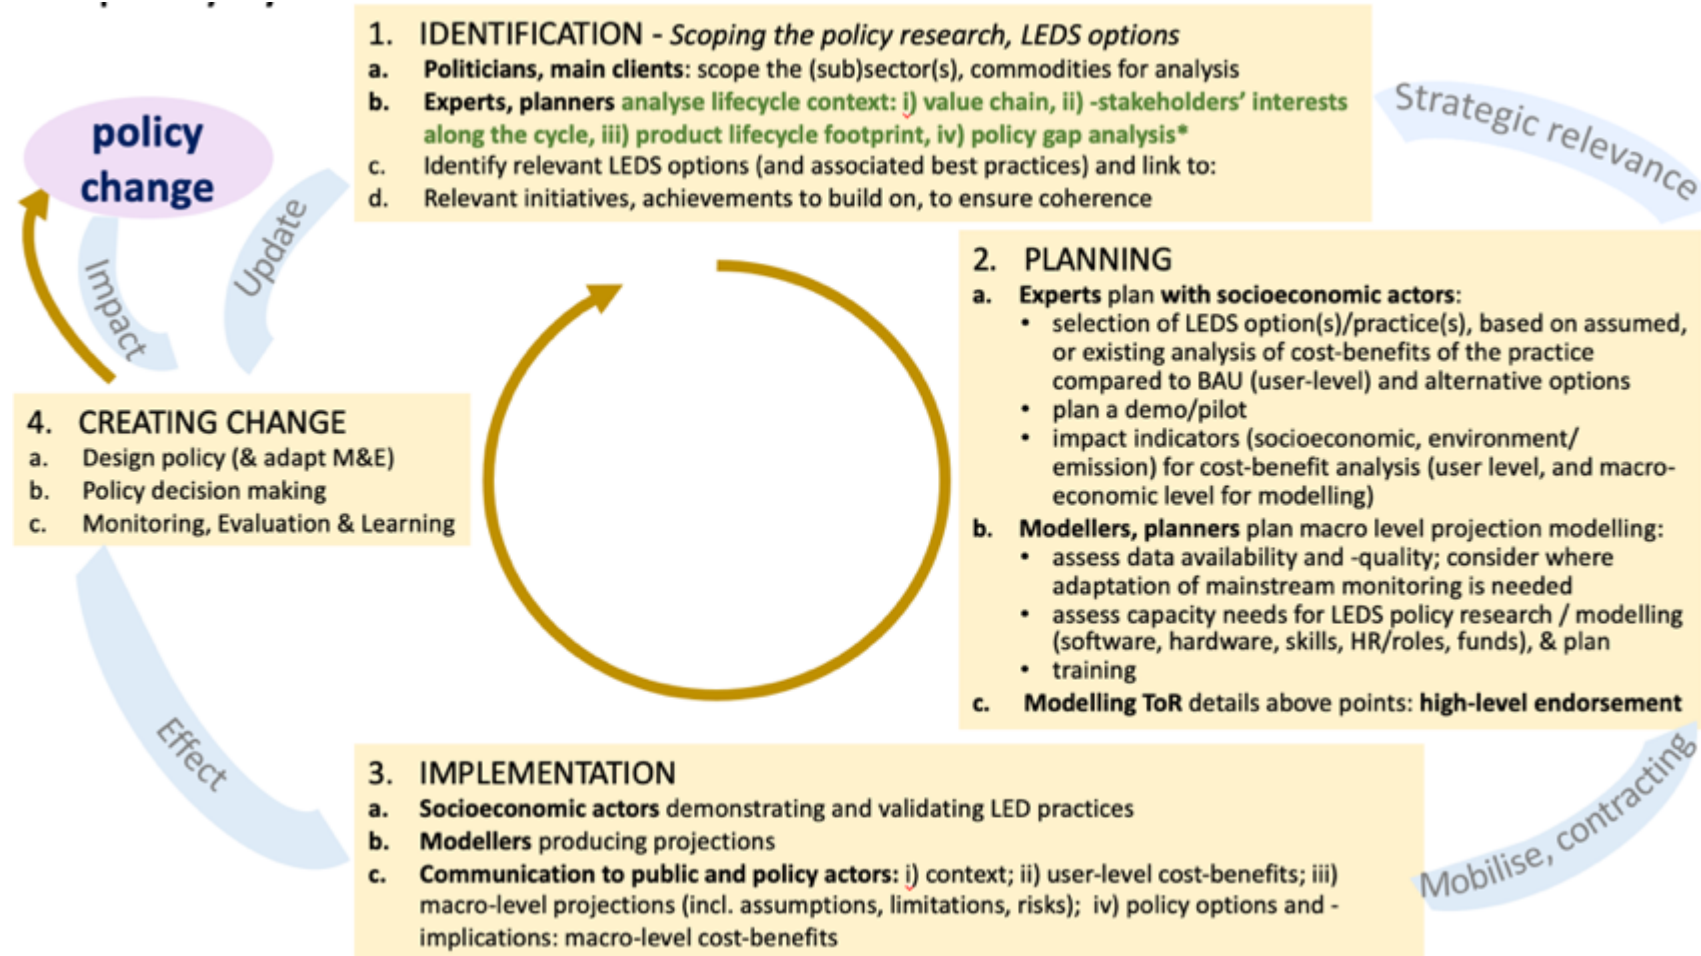 1. IDENTIFICATION - Scoping the policy research, LEDS options
a. Politicians, main clients: scope the (sub)sector(s), commodities for analysis
b. Experts, planners analyse lifecycle context: i) value chain, ii) -stakeholders' interests
along the cycle, iii) product lifecycle footprint, iv) policy gap analysis*
c. Identify relevant LEDS options (and associated best practices) and link to:
d. Relevant initiatives, achievements to build on, to ensure coherence
Strategic relevance
policy
change
Impact
Update
2. PLANNING
a. Experts plan with socioeconomic actors:
• selection of LEDS option(s)/practice(s), based on assumed,
or existing analysis of cost-benefits of the practice
compared to BAU (user-level) and alternative options
• plan a demo/pilot
• impact indicators (socioeconomic, environment/
emission) for cost-benefit analysis (user level, and macro-
economic level for modelling)
b. Modellers, planners plan macro level projection modelling:
• assess data availability and -quality; consider where
adaptation of mainstream monitoring is needed
• assess capacity needs for LEDS policy research / modelling
(software, hardware, skills, HR/roles, funds), & plan
• training
c. Modelling ToR details above points: high-level endorsement
Mobilise, contracting
3. IMPLEMENTATION
a. Socioeconomic actors demonstrating and validating LED practices
b. Modellers producing projections
c. Communication to public and policy actors: i) context; ii) user-level cost-benefits; iii)
macro-level projections (incl. assumptions, limitations, risks); iv) policy options and -
implications: macro-level cost-benefits
Effect
4. CREATING CHANGE
a. Design policy (& adapt M&E)
b. Policy decision making
c. Monitoring, Evaluation & Learning